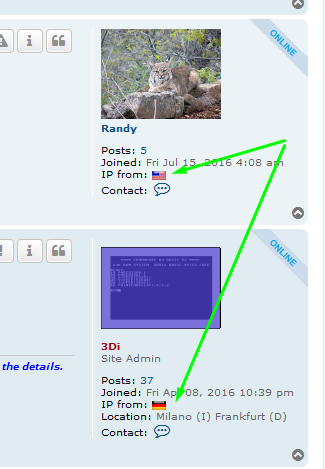 ONLINE
Randy
Posts: 5
Joined: Fri Jul 15, 2016 4:08 am
IP from:
Contact:
ONLINE
3Di
Site Admin
the details.
Posts: 37
Joined: Fri Apr 08, 2016 10:39 pm
IP from:
Location: Milano (I) Frankfurt (D)
Contact: